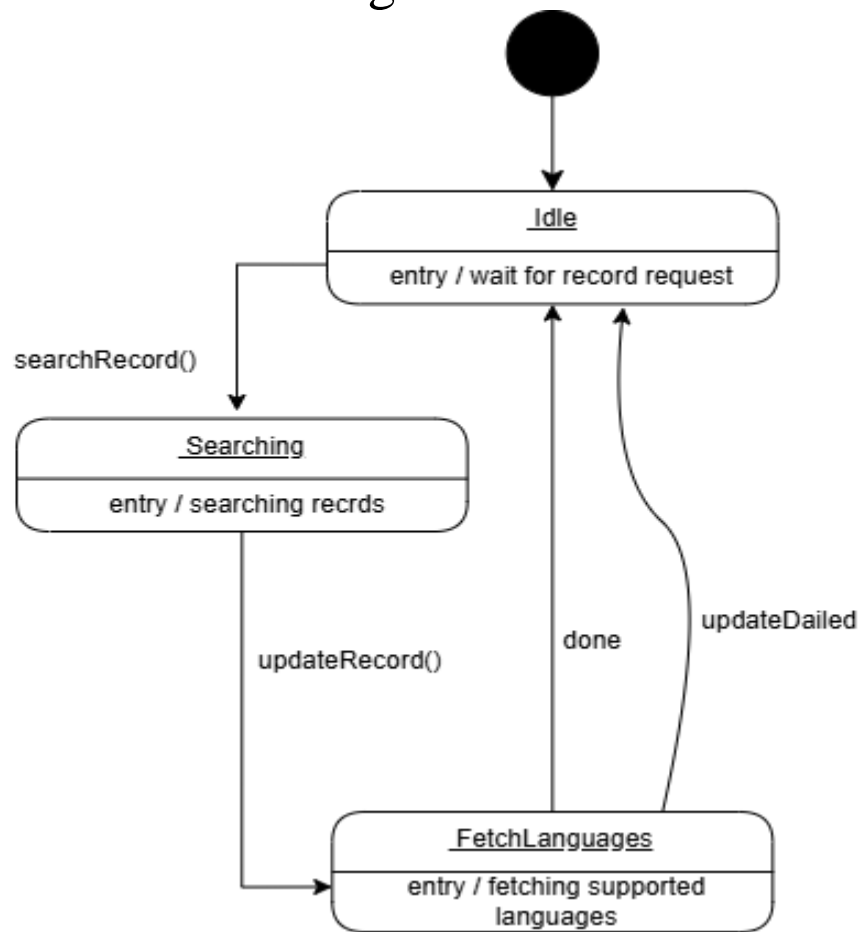 g
Idle
entry / wait for record request
searchRecord()
Searching
entry / searching recrds
updateRecord()
done
updateDailed
FetchLanguages
entry / fetching supported
languages